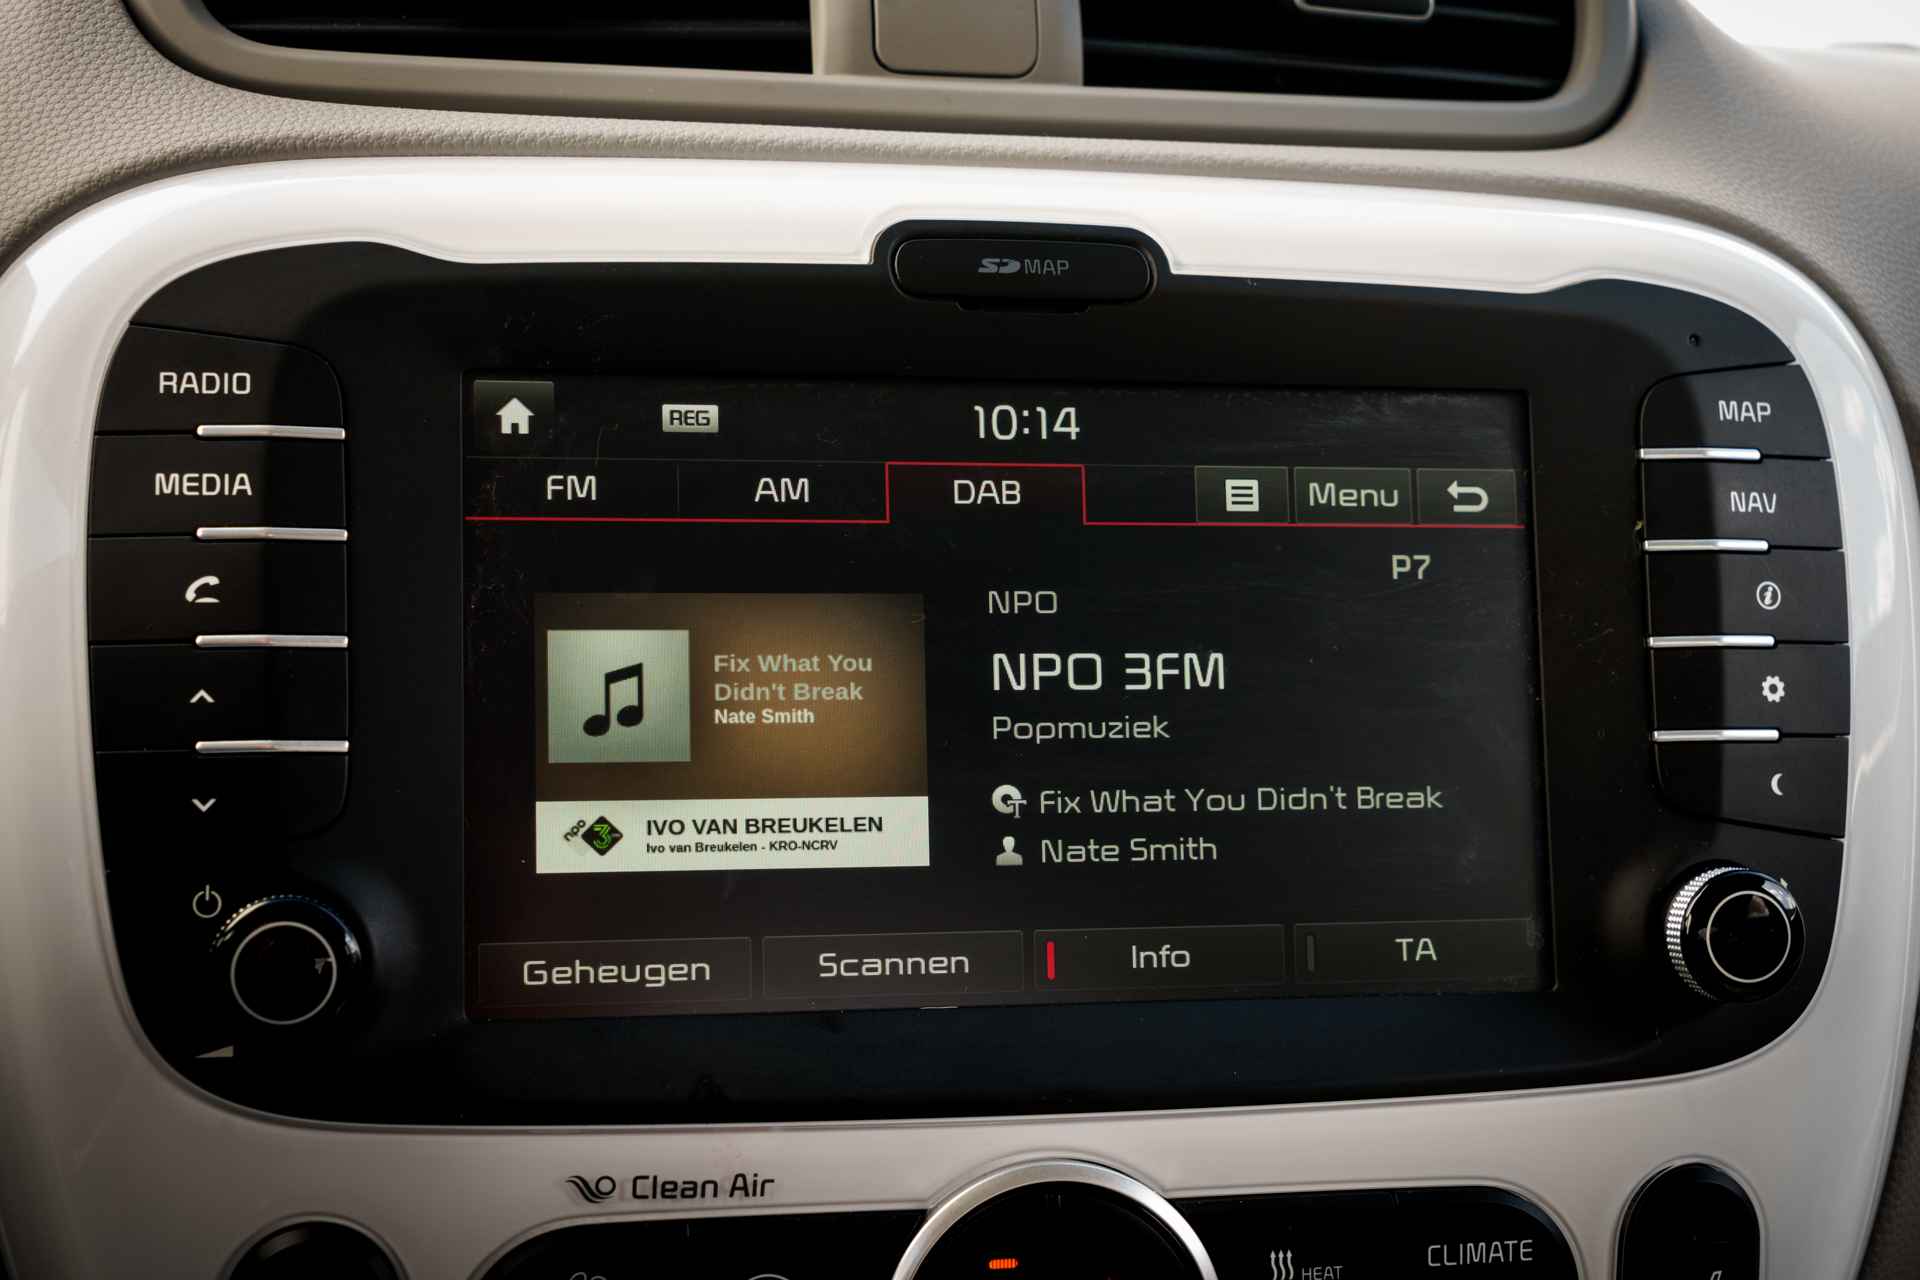 SD MAP
RADIO
MEDIA
MAP
NAV
REG
10:14
FM
AM
DAB
Menu
P7
NPO
NPO 3FM
Popmuziek
Fix What You Didn't Break
Nate Smith
Fix What You
Didn't Break
Nate Smith
npo 3
IVO VAN BREUKELEN
Ivo van Breukelen - KRO-NCRV
Geheugen
Scannen
Info
TA
Clean Air
HEAT
CLIMATE